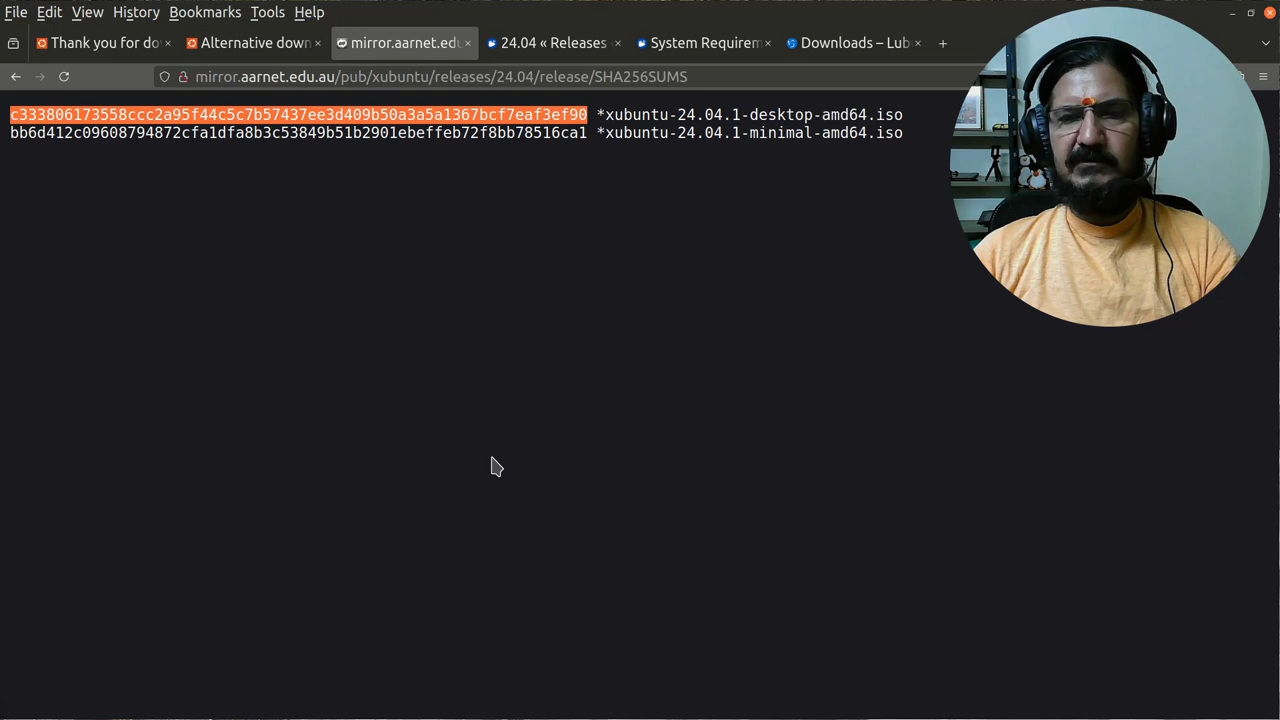 File Edit View History Bookmarks Tools Help
Thank you for do
Alternative down
mirror.aarnet.edu.
24.04 « Releases
System Requirem
Downloads – Lub
mirror.aarnet.edu.au/pub/xubuntu/releases/24.04/release/SHA256SUMS
c333806173558ccc2a95f44c5c7b57437ee3d409b50a3a5a1367bcf7eaf3ef90 *xubuntu-24.04.1-desktop-amd64.iso
bb6d412c09608794872cfa1dfa8b3c53849b51b2901ebeffeb72f8bb78516ca1 *xubuntu-24.04.1-minimal-amd64.iso